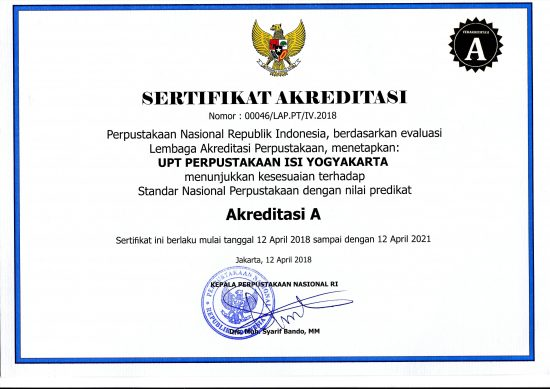 TERAKREDITASI
A
SERTIFIKAT AKREDITASI
Nomor : 00046/LAP.PT/IV.2018
Perpustakaan Nasional Republik Indonesia, berdasarkan evaluasi
Lembaga Akreditasi Perpustakaan, menetapkan:
UPT PERPUSTAKAAN ISI YOGYAKARTA
menunjukkan kesesuaian terhadap
Standar Nasional Perpustakaan dengan nilai predikat
Akreditasi A
Sertifikat ini berlaku mulai tanggal 12 April 2018 sampai dengan 12 April 2021
Jakarta, 12 April 2018
KEPALA PERPUSTAKAAN NASIONAL RI
PERPUSTAKAAN NASIONAL
REPUBLIK INDONESIA
Drs. Muh. Syarif Bando, MM